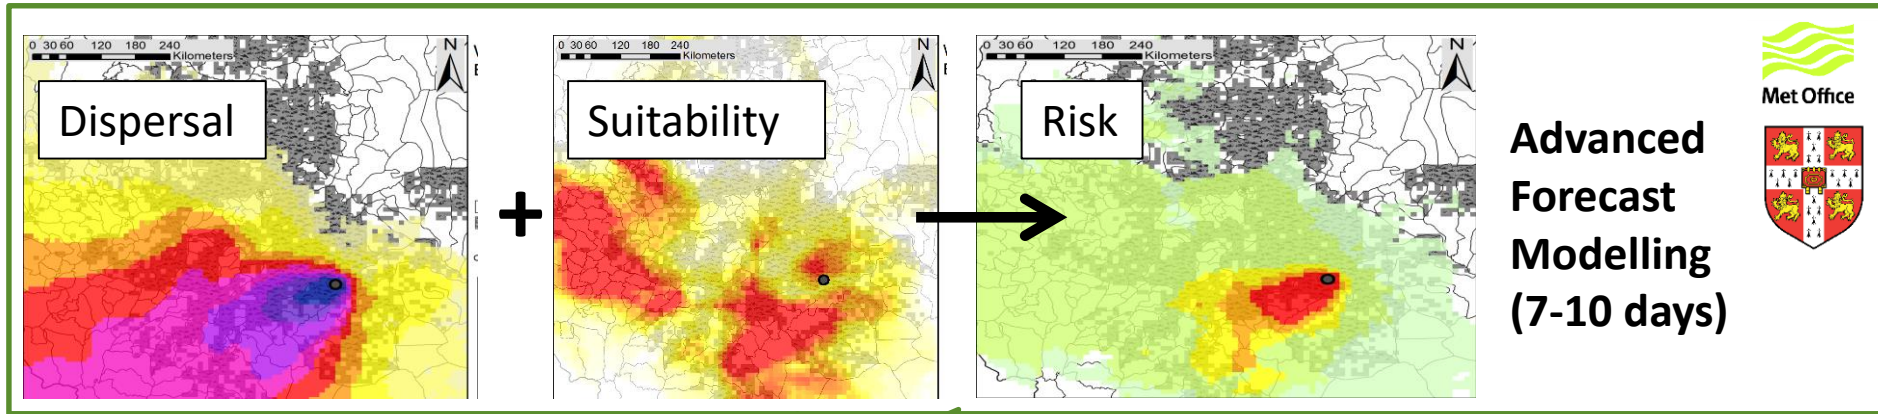 0 30 60 120 180 240
Kilometers
N
Dispersal
+
0 30 60 120 180 240
Kilometers
N
Suitability
0 30 60 120 180 240
Kilometers
N
Risk
Met Office
Advanced
Forecast
Modelling
(7-10 days)